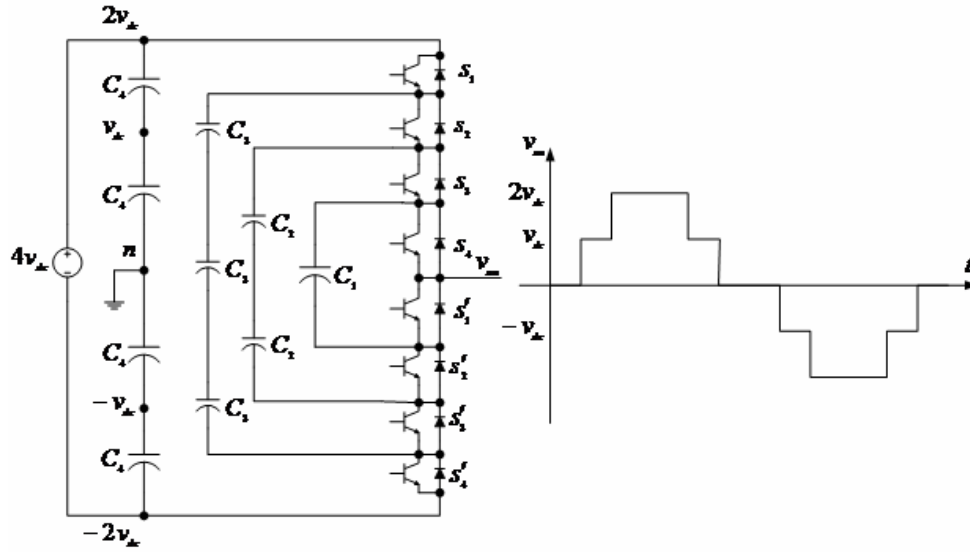 2v_dc
C_4
v_dc
C_4
n
4v_dc
C_4
-v_dc
C_4
-2v_dc
C_3
C_3
C_3
C_2
C_2
C_1
s_1
s_2
s_3
s_4
v_an
s'_1
s'_2
s'_3
s'_4
v_an
2v_dc
v_dc
-v_dc
t